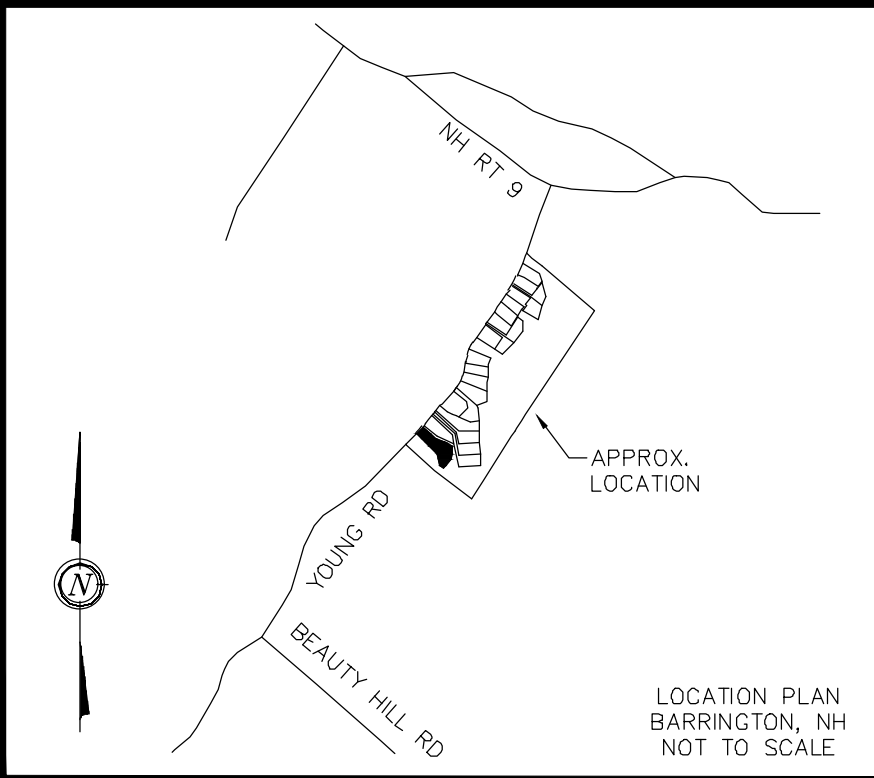 NH RT 9
APPROX.
LOCATION
YOUNG RD
N
BEAUTY HILL RD
LOCATION PLAN
BARRINGTON, NH
NOT TO SCALE